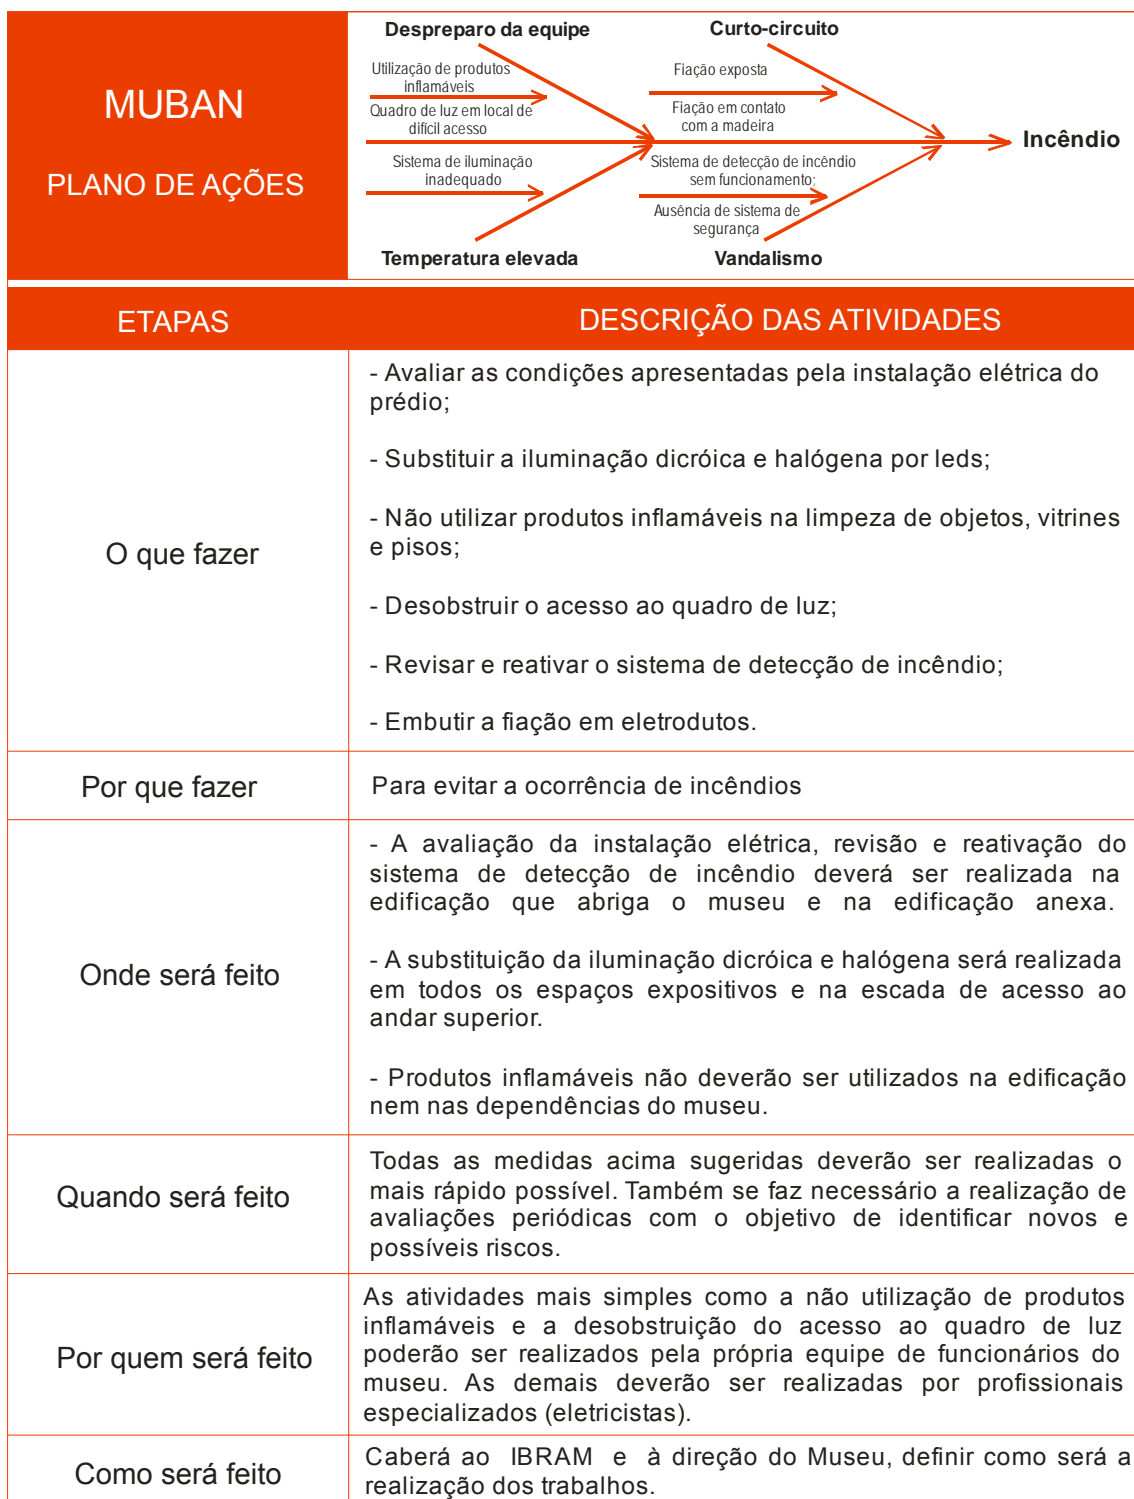 MUBAN
PLANO DE AÇÕES
Despreparo da equipe
Curto-circuito
Utilização de produtos
inflamáveis
Fiação exposta
Quadro de luz em local de
difícil acesso
Fiação em contato
com a madeira
Incêndio
Sistema de iluminação
inadequado
Sistema de detecção de incêndio
sem funcionamento;
Ausência de sistema de
segurança
Temperatura elevada
Vandalismo
ETAPAS
DESCRIÇÃO DAS ATIVIDADES
O que fazer
- Avaliar as condições apresentadas pela instalação elétrica do
prédio;
- Substituir a iluminação dicróica e halógena por leds;
- Não utilizar produtos inflamáveis na limpeza de objetos, vitrines
e pisos;
- Desobstruir o acesso ao quadro de luz;
- Revisar e reativar o sistema de detecção de incêndio;
- Embutir a fiação em eletrodutos.
Por que fazer
Para evitar a ocorrência de incêndios
Onde será feito
- A avaliação da instalação elétrica, revisão e reativação do
sistema de detecção de incêndio deverá ser realizada na
edificação que abriga o museu e na edificação anexa.
- A substituição da iluminação dicróica e halógena será realizada
em todos os espaços expositivos e na escada de acesso ao
andar superior.
- Produtos inflamáveis não deverão ser utilizados na edificação
nem nas dependências do museu.
Quando será feito
Todas as medidas acima sugeridas deverão ser realizadas o
mais rápido possível. Também se faz necessário a realização de
avaliações periódicas com o objetivo de identificar novos e
possíveis riscos.
Por quem será feito
As atividades mais simples como a não utilização de produtos
inflamáveis e a desobstruição do acesso ao quadro de luz
poderão ser realizados pela própria equipe de funcionários do
museu. As demais deverão ser realizadas por profissionais
especializados (eletricistas).
Como será feito
Caberá ao IBRAM e à direção do Museu, definir como será a
realização dos trabalhos.